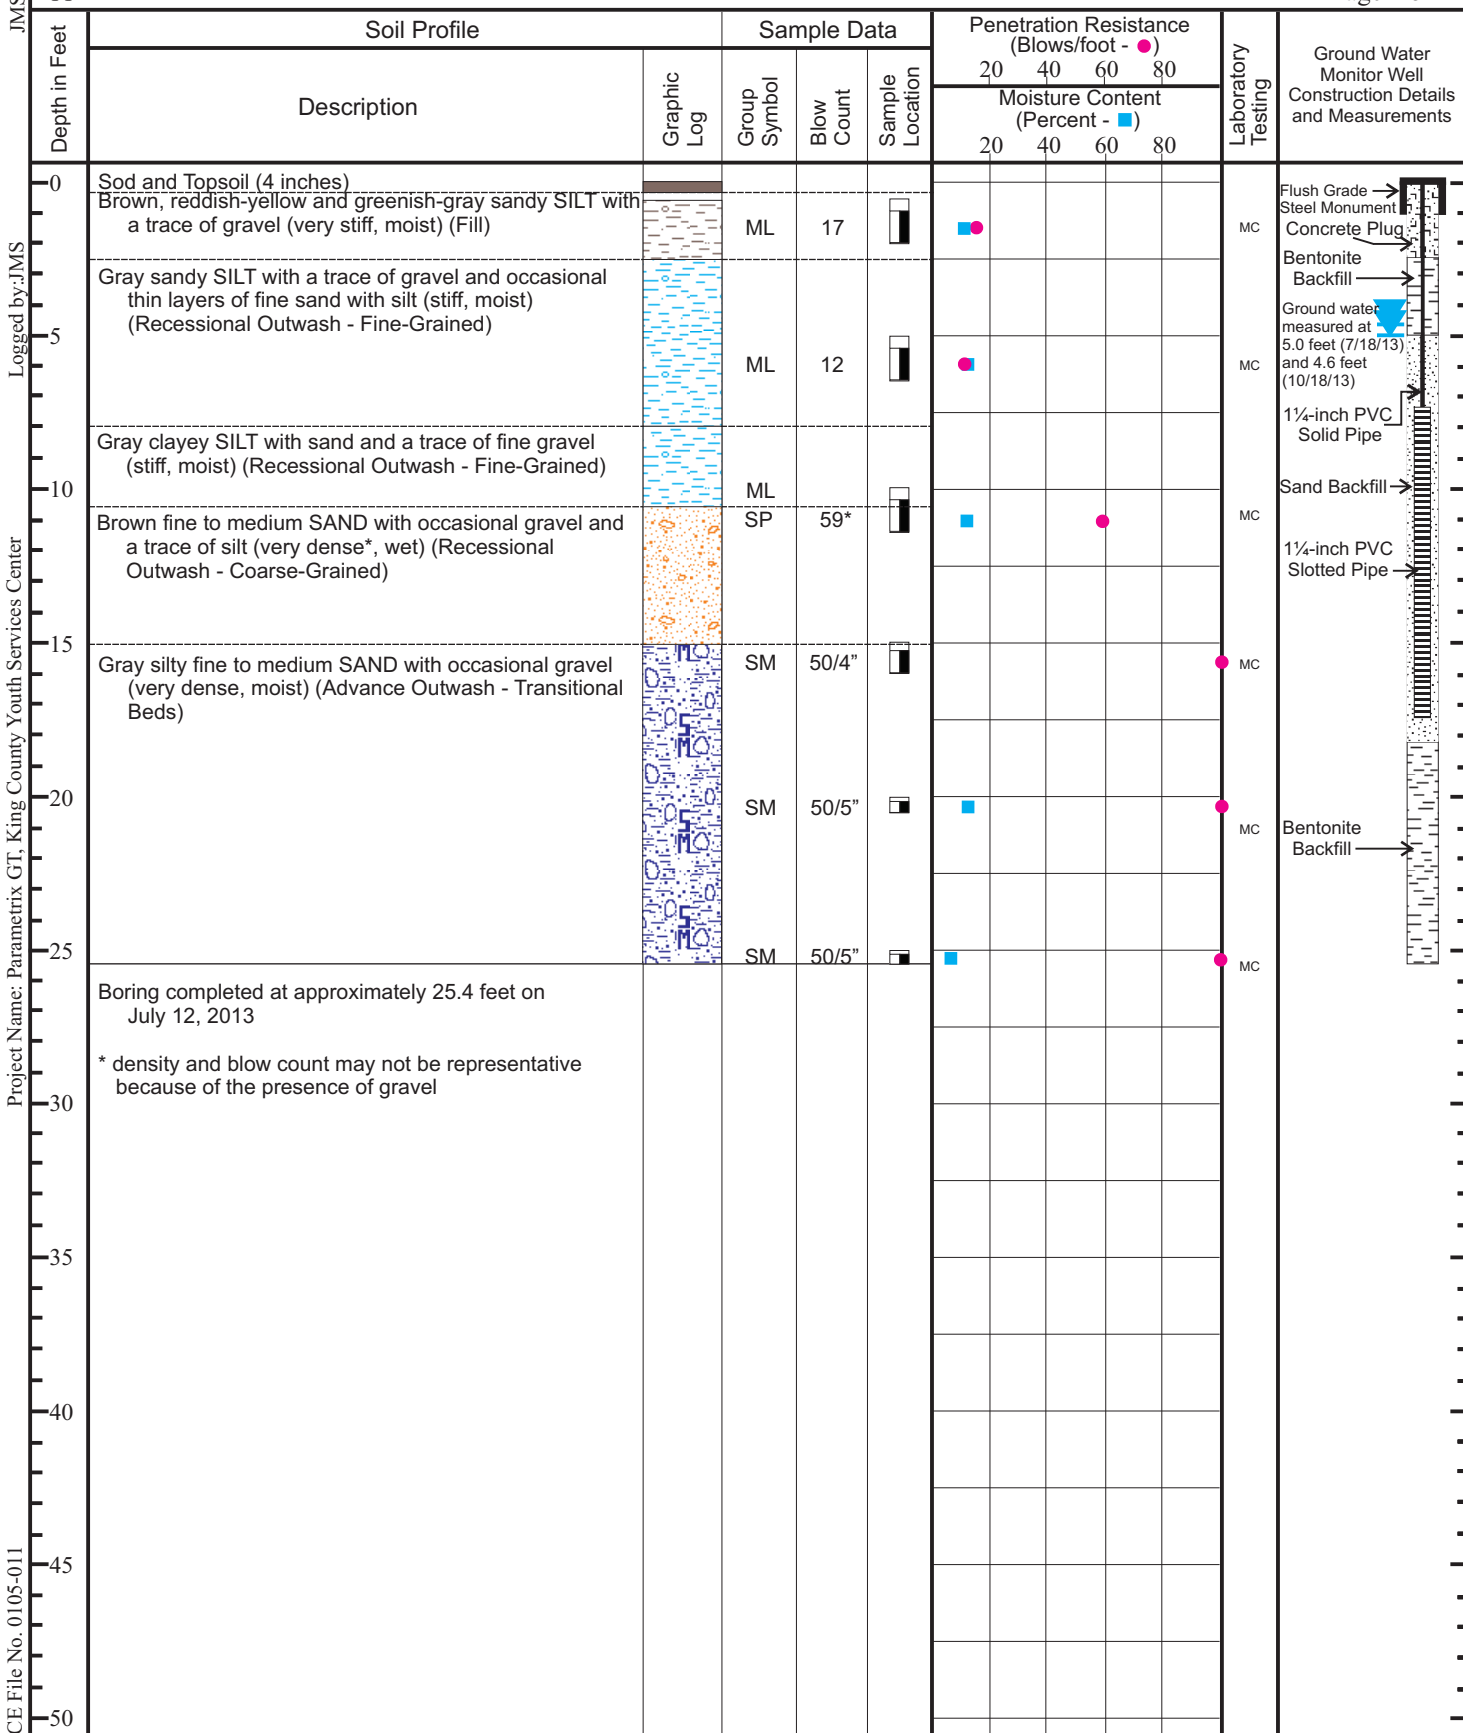 JMS
Logged by:JMS
Project Name: Parametrix GT, King County Youth Services Center
CE File No. 0105-011
Depth in Feet
Soil Profile
Sample Data
Description
Graphic
Log
Group
Symbol
Blow
Count
Sample
Location
Penetration Resistance
(Blows/foot - )
20 40 60 80
Moisture Content
(Percent - )
20 40 60 80
Laboratory
Testing
Ground Water
Monitor Well
Construction Details
and Measurements
0
Sod and Topsoil (4 inches)
Brown, reddish-yellow and greenish-gray sandy SILT with
a trace of gravel (very stiff, moist) (Fill)
ML 17 MC
Gray sandy SILT with a trace of gravel and occasional
thin layers of fine sand with silt (stiff, moist)
(Recessional Outwash - Fine-Grained)
5
ML 12 MC
Gray clayey SILT with sand and a trace of fine gravel
(stiff, moist) (Recessional Outwash - Fine-Grained)
10
ML
SP 59* MC
Brown fine to medium SAND with occasional gravel and
a trace of silt (very dense*, wet) (Recessional
Outwash - Coarse-Grained)
15
Gray silty fine to medium SAND with occasional gravel
(very dense, moist) (Advance Outwash - Transitional
Beds)
SM 50/4” MC
20
SM 50/5” MC
25
SM 50/5” MC
Boring completed at approximately 25.4 feet on
July 12, 2013
* density and blow count may not be representative
because of the presence of gravel
30
35
40
45
50
Flush Grade
Steel Monument
Concrete Plug
Bentonite
Backfill
Ground water
measured at
5.0 feet (7/18/13)
and 4.6 feet
(10/18/13)
1¼-inch PVC
Solid Pipe
Sand Backfill
1¼-inch PVC
Slotted Pipe
Bentonite
Backfill